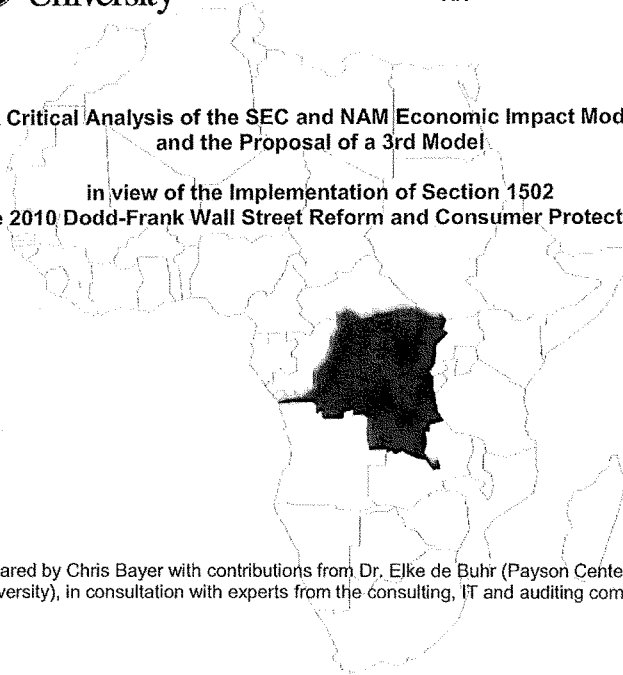 University
Critical Analysis of the SEC and NAM Economic Impact Mod
and the Proposal of a 3rd Model
in view of the Implementation of Section 1502
e 2010 Dodd-Frank Wall Street Reform and Consumer Protect
ared by Chris Bayer with contributions from Dr. Elke de Buhr (Payson Cente
versity), in consultation with experts from the consulting, IT and auditing com